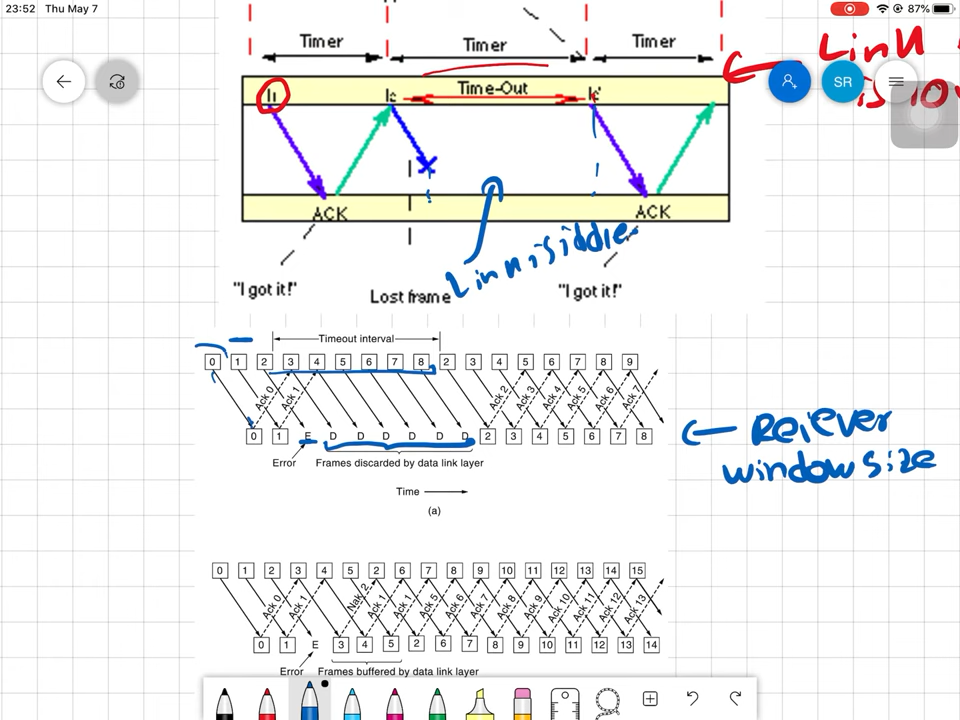 23:52 Thu May 7
87%
Timer
Timer
Timer
Link
SR
I₁
I₂
Time-Out
ACK
ACK
Link is iddle
"I got it!"
Lost frame
"I got it!"
Timeout interval
0 1 2 3 4 5 6 7 8 2 3 4 5 6 7 8 9
Ack 0 Ack 1 Ack 2 Ack 3 Ack 4 Ack 5 Ack 6 Ack 7
0 1 E D D D D D D 2 3 4 5 6 7 8
Error
Frames discarded by data link layer
Reiever
window size
Time
(a)
0 1 2 3 4 5 2 6 7 8 9 10 11 12 13 14 15
Ack 0 Ack 1 Nak 2 Ack 1 Ack 1 Ack 5 Ack 6 Ack 7 Ack 8 Ack 9 Ack 10 Ack 11 Ack 12 Ack 13
0 1 E 3 4 5 2 6 7 8 9 10 11 12 13 14
Error
Frames buffered by data link layer